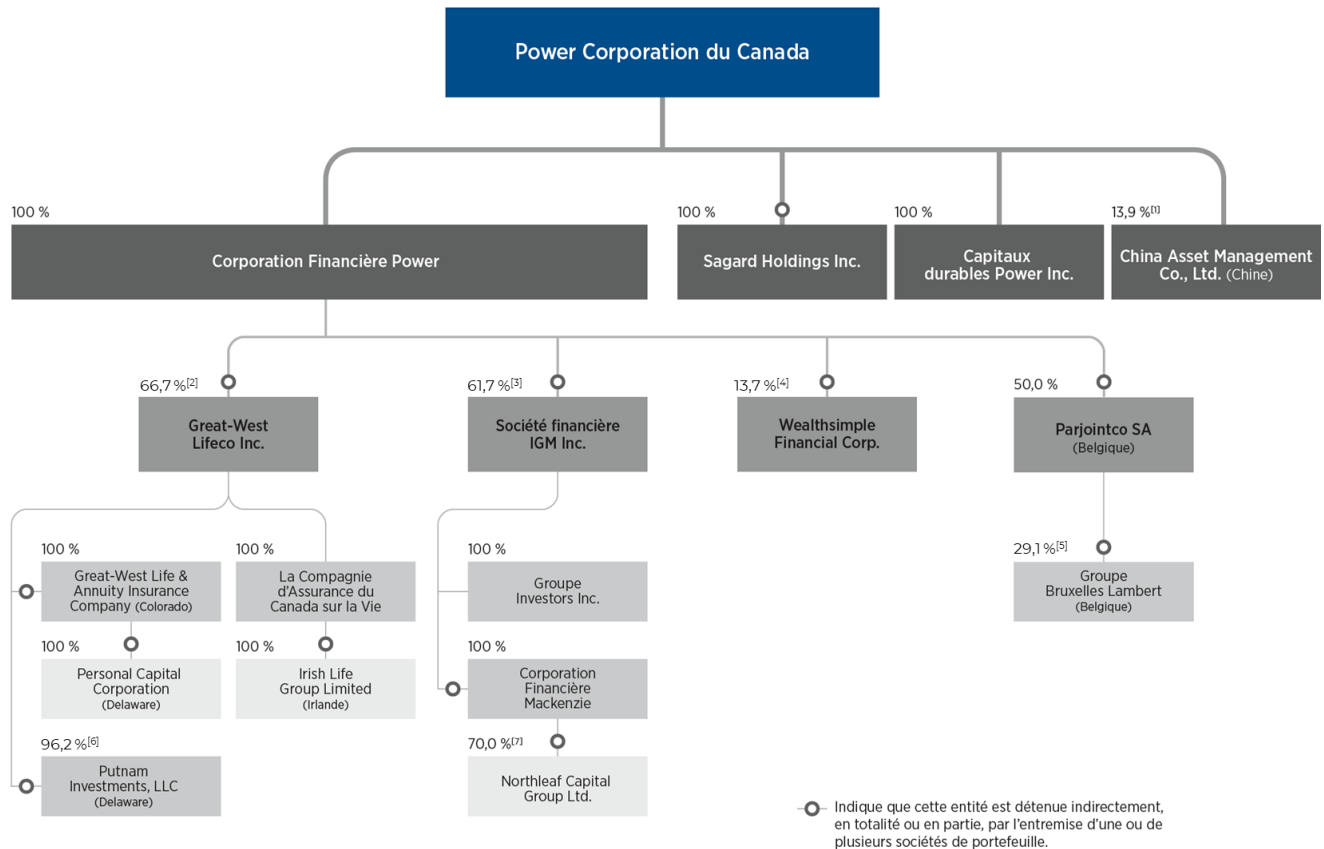 Power Corporation du Canada
100 %
Corporation Financière Power
100 %
Sagard Holdings Inc.
100 %
Capitaux
durables Power Inc.
13,9 %[1]
China Asset Management
Co., Ltd. (Chine)
66,7 %[2]
Great-West
Lifeco Inc.
61,7 %[3]
Société financière
IGM Inc.
13,7 %[4]
Wealthsimple
Financial Corp.
50,0 %
Parjointco SA
(Belgique)
100 %
Great-West Life &
Annuity Insurance
Company (Colorado)
100 %
La Compagnie
d'Assurance du
Canada sur la Vie
100 %
Groupe
Investors Inc.
29,1 %[5]
Groupe
Bruxelles Lambert
(Belgique)
100 %
Personal Capital
Corporation
(Delaware)
100 %
Irish Life
Group Limited
(Irlande)
100 %
Corporation
Financière
Mackenzie
96,2 %[6]
Putnam
Investments, LLC
(Delaware)
70,0 %[7]
Northleaf Capital
Group Ltd.
Indique que cette entité est détenue indirectement,
en totalité ou en partie, par l'entremise d'une ou de
plusieurs sociétés de portefeuille.